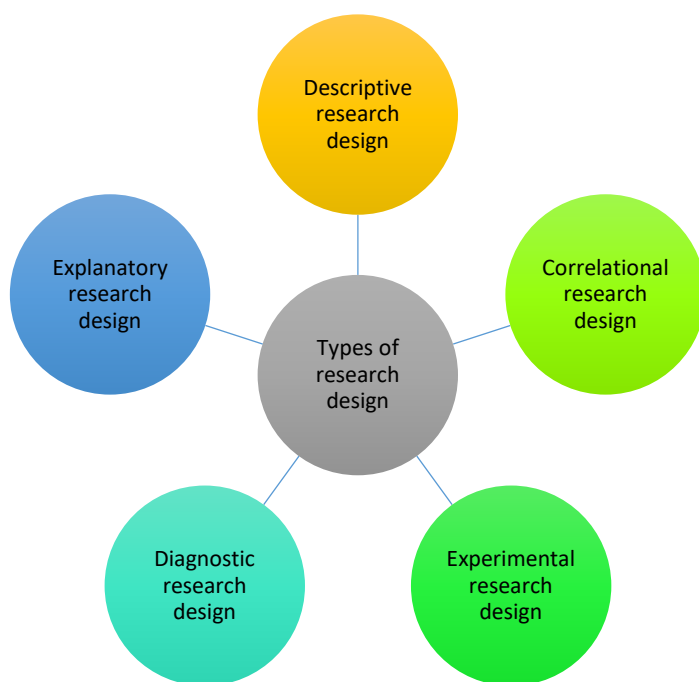 Descriptive
research
design
Explanatory
research
design
Correlational
research
design
Types of
research
design
Diagnostic
research
design
Experimental
research
design